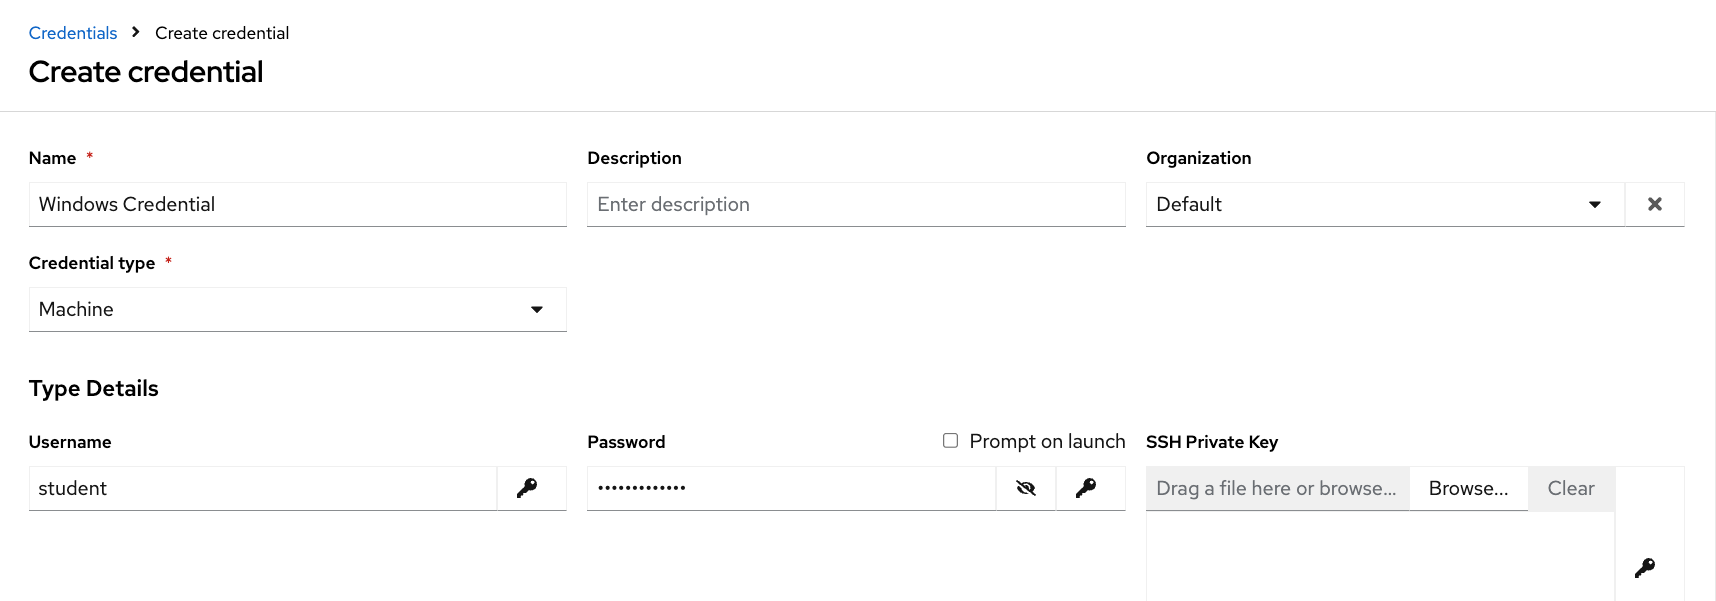 Credentials > Create credential
Create credential
Name *
Description
Organization
Windows Credential
Enter description
Default
Credential type *
Machine
Type Details
Username
Password
Prompt on launch
SSH Private Key
student
•••••••••••••
Drag a file here or browse...
Browse...
Clear